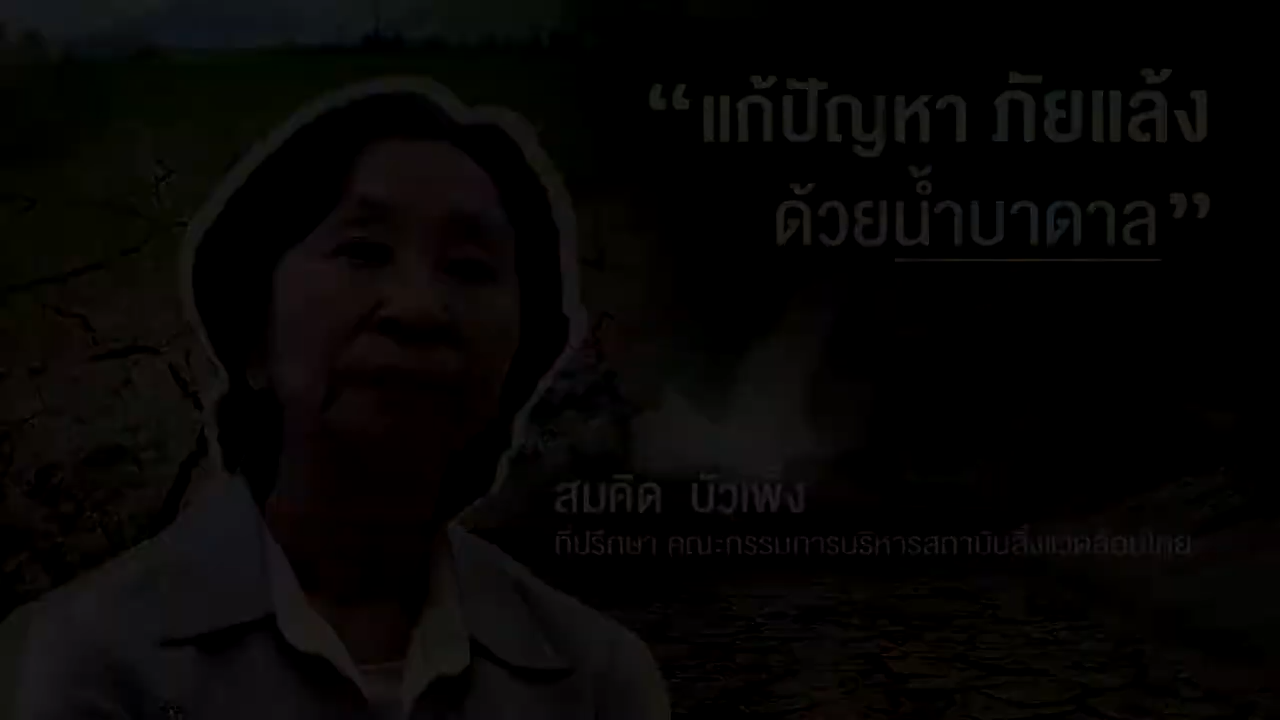 “แก้ปัญหา ภัยแล้ง
ด้วยน้ำบาดาล”
สมคิด บัวเพ็ง
ที่ปรึกษา คณะกรรมการบริหารสถาบันสิ่งแวดล้อมไทย